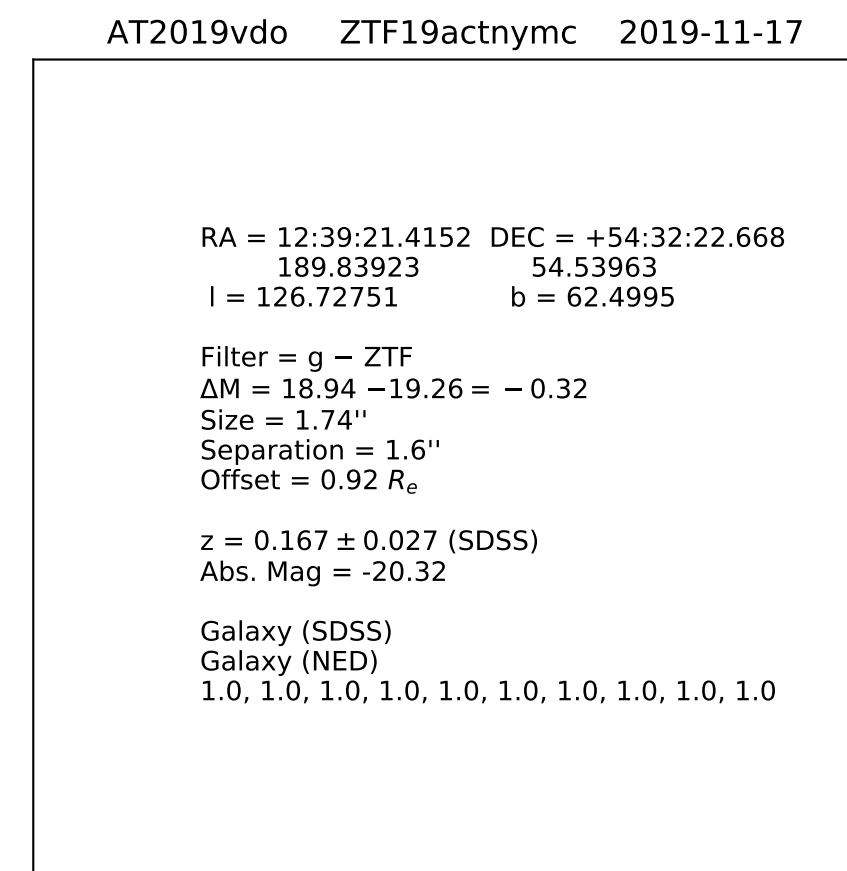 AT2019vdo ZTF19actnymc 2019-11-17
RA = 12:39:21.4152 DEC = +54:32:22.668
189.83923 54.53963
l = 126.72751 b = 62.4995
Filter = g − ZTF
ΔM = 18.94 −19.26 = − 0.32
Size = 1.74''
Separation = 1.6''
Offset = 0.92 Rₑ
z = 0.167 ± 0.027 (SDSS)
Abs. Mag = -20.32
Galaxy (SDSS)
Galaxy (NED)
1.0, 1.0, 1.0, 1.0, 1.0, 1.0, 1.0, 1.0, 1.0, 1.0